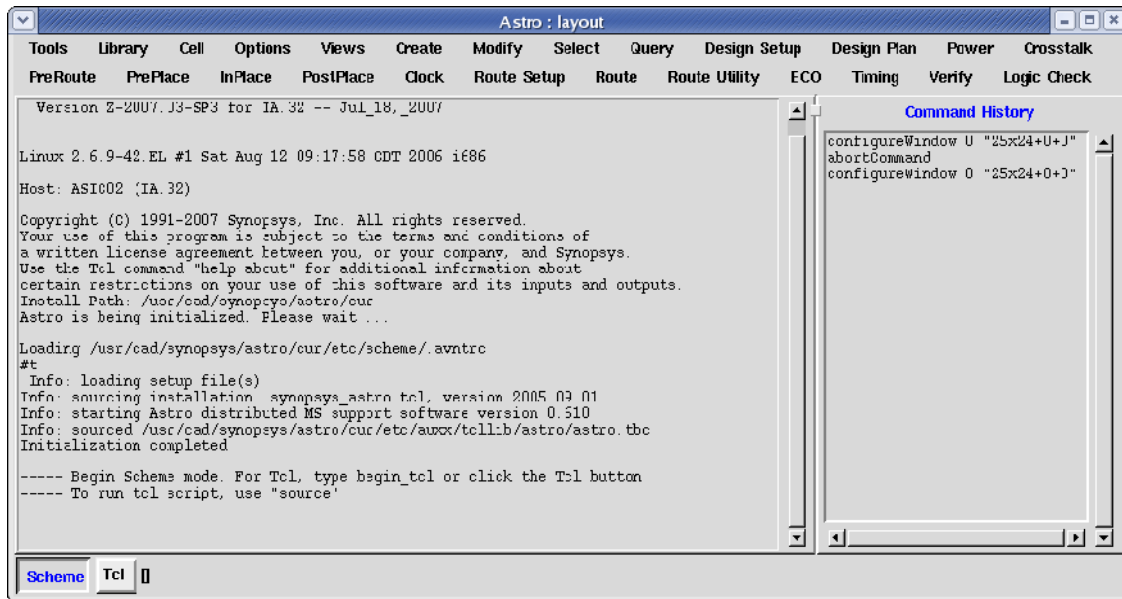 Astro : layout
Tools Library Cell Options Views Create Modify Select Query Design Setup Design Plan Power Crosstalk
PreRoute PrePlace InPlace PostPlace Clock Route Setup Route Route Utility ECO Timing Verify Logic Check
Version Z-2007.03-SP3 for IA.32 -- Jul_18,_2007
Linux 2.6.9-42.EL #1 Sat Aug 12 09:17:58 CDT 2006 i686
Host: ASIC02 (IA.32)
Copyright (C) 1991-2007 Synopsys, Inc. All rights reserved.
Your use of this program is subject to the terms and conditions of
a written license agreement between you, or your company, and Synopsys.
Use the Tcl command "help about" for additional information about
certain restrictions on your use of this software and its inputs and outputs.
Install Path: /usr/cad/synopsys/astro/cur
Astro is being initialized. Please wait ...
Loading /usr/cad/synopsys/astro/cur/etc/scheme/.avntrc
#t
Info: loading setup file(s)
Info: sourcing installation synopsys_astro tcl, version 2005 09 01
Info: starting Astro distributed MS support software version 0.610
Info: sourced /usr/cad/synopsys/astro/cur/etc/auxx/tcllib/astro/astro.tbc
Initialization completed
----- Begin Scheme mode. For Tcl, type begin_tcl or click the Tcl button
----- To run tcl script, use "source"
Command History
configureWindow 0 "25x24+0+0"
abortCommand
configureWindow 0 "25x24+0+0"
Scheme Tcl []